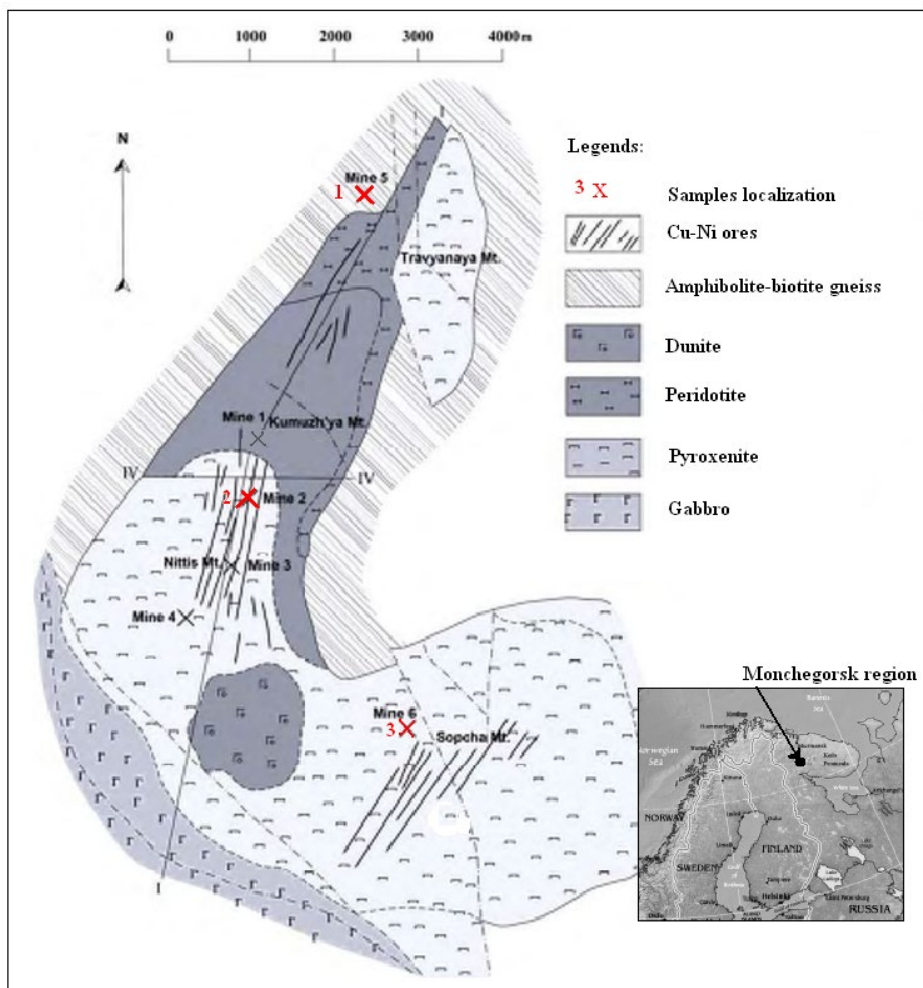 0 1000 2000 3000 4000 m
N
I
Legends:
3 X Samples localization
Cu-Ni ores
Amphibolite-biotite gneiss
Dunite
Peridotite
Pyroxenite
Gabbro
Mine 5
1
Travyanaya Mt.
Mine 1
Kumuzh'ya Mt.
IV
IV
2
Mine 2
Nittis Mt.
Mine 3
Mine 4
Mine 6
3
Sopcha Mt.
I
Monchegorsk region
NORWAY
SWEDEN
FINLAND
Helsinki
RUSSIA